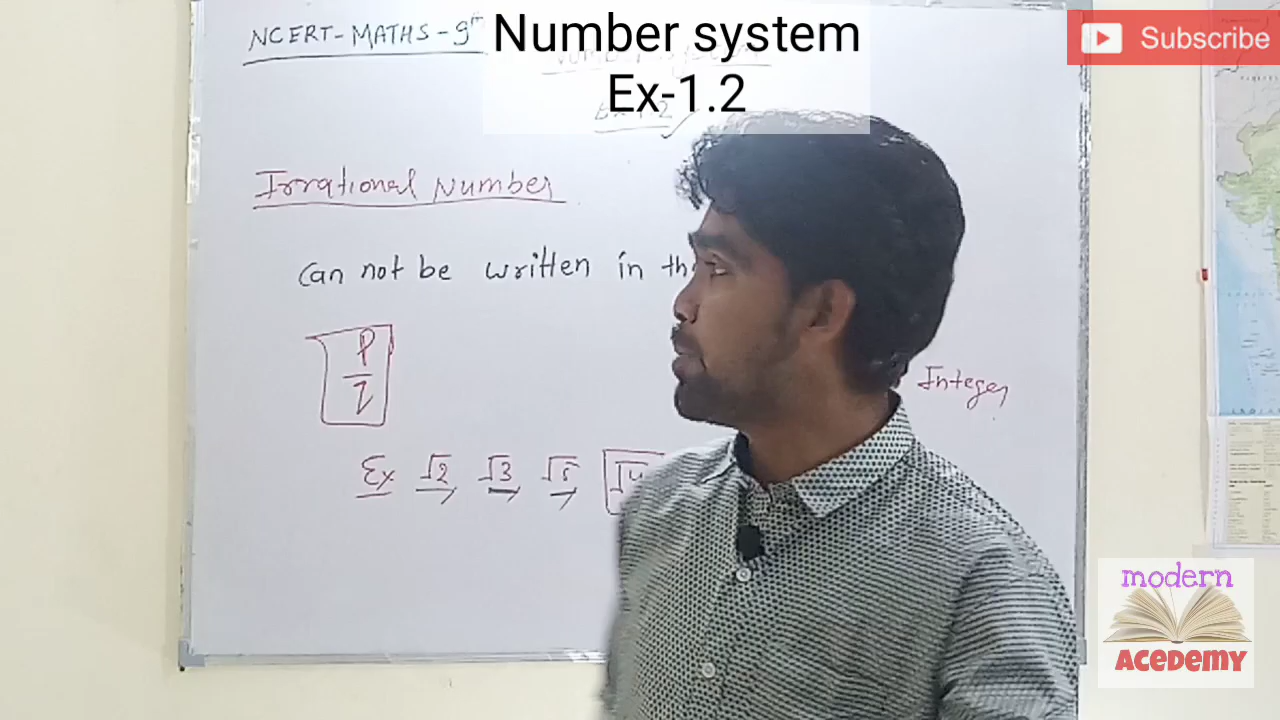 NCERT-MATHS-9th
Number system
Ex-1.2
Subscribe
Irrational Number
Can not be written in th
P
q
Integer
Ex √2, √3, √5, √4
modern
ACEDEMY